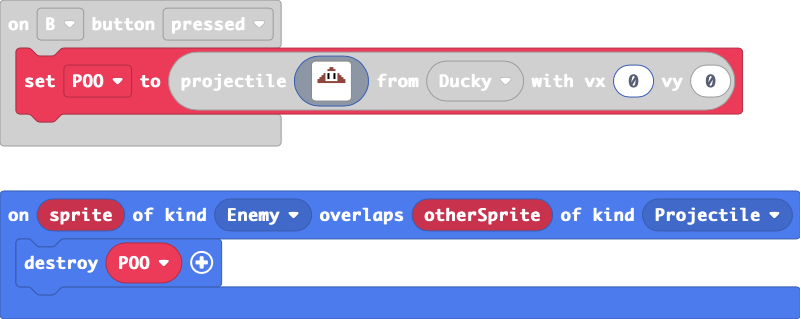 on B button pressed
set POO to projectile from Ducky with vx 0 vy 0
on sprite of kind Enemy overlaps otherSprite of kind Projectile
destroy POO